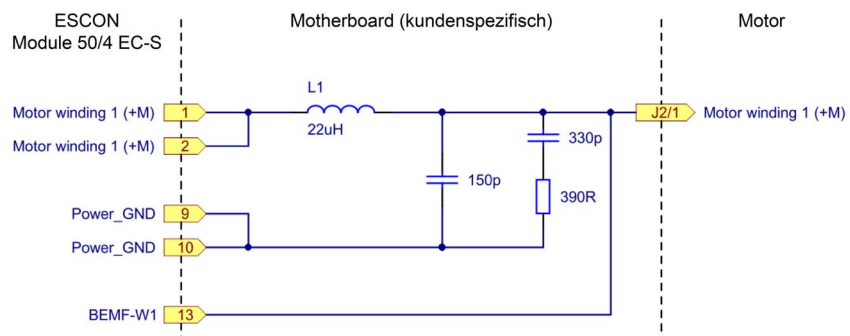 ESCON
Module 50/4 EC-S
Motherboard (kundenspezifisch)
Motor
L1
22uH
Motor winding 1 (+M)
1
Motor winding 1 (+M)
2
J2/1
Motor winding 1 (+M)
330p
150p
390R
Power_GND
9
Power_GND
10
BEMF-W1
13